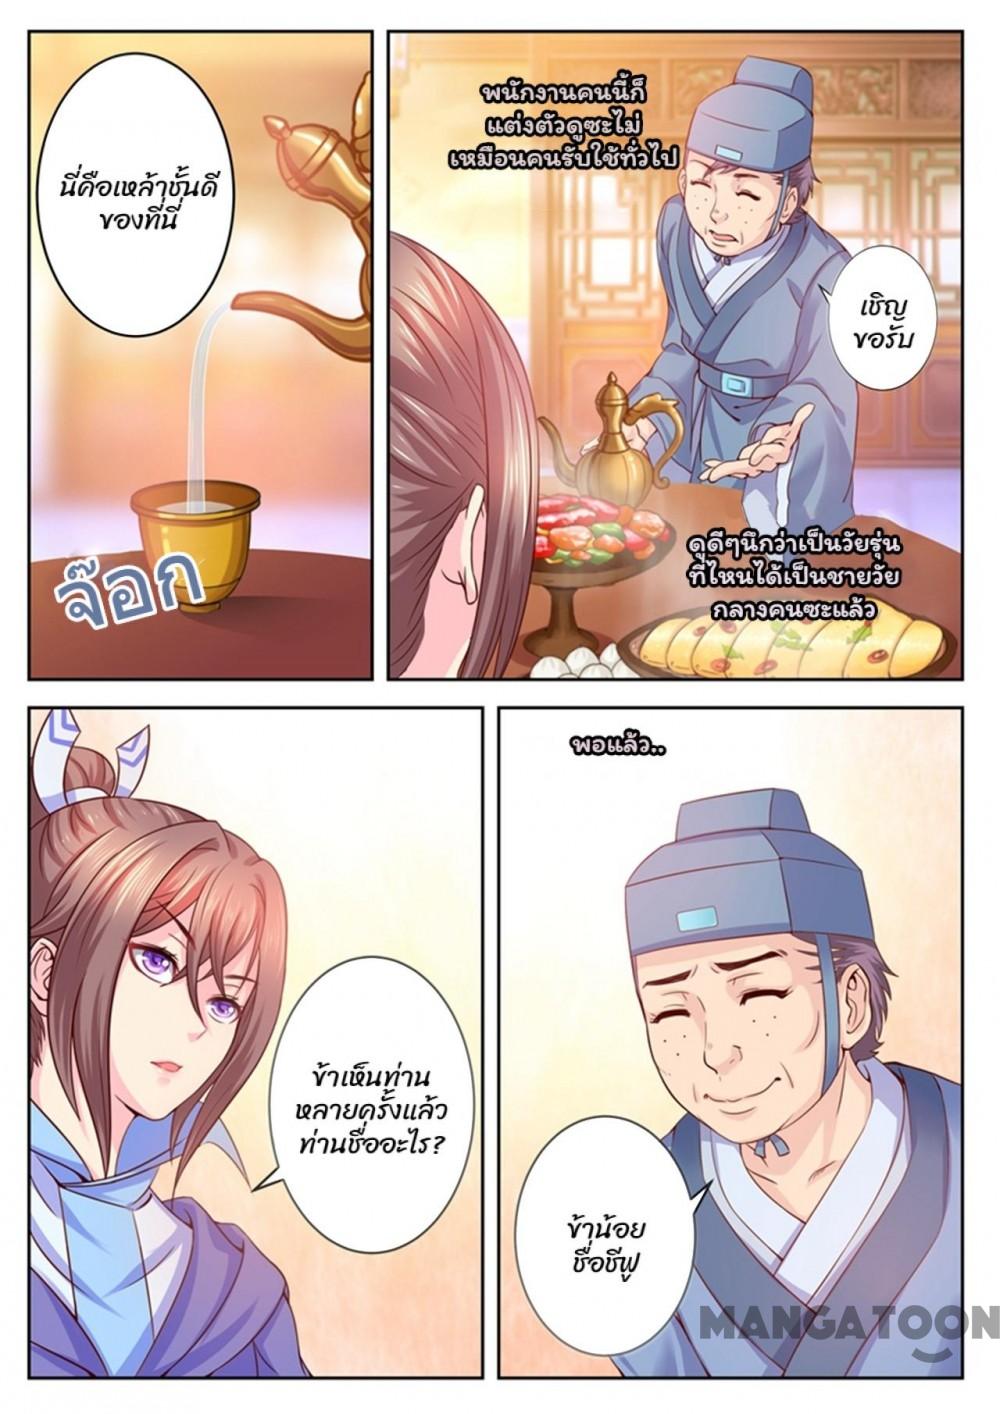 นี่คือเหล้าชั้นดี
ของที่นี่
จ๊อก
พนักงานคนนี้ก็
แต่งตัวดูซะไม่
เหมือนคนรับใช้ทั่วไป
เชิญ
ขอรับ
ดูดีๆนึกว่าเป็นวัยรุ่น
ที่ไหนได้เป็นชายวัย
กลางคนซะแล้ว
ข้าเห็นท่าน
หลายครั้งแล้ว
ท่านชื่ออะไร?
พอแล้ว..
ข้าน้อย
ชื่อชีฟู
MANGATOON